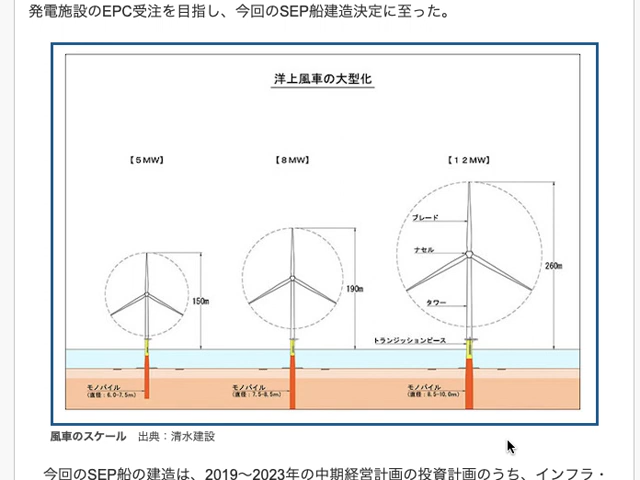 発電施設のEPC受注を目指し、今回のSEP船建造決定に至った。
洋上風車の大型化
【5MW】
【8MW】
【12MW】
ブレード
ナセル
タワー
トランジッションピース
150m
190m
260m
モノパイル
(直径:6.0-7.5m)
モノパイル
(直径:7.5-8.5m)
モノパイル
(直径:8.5-10.0m)
風車のスケール 出典:清水建設
今回のSEP船の建造は、2019〜2023年の中期経営計画の投資計画のうち、インフラ・